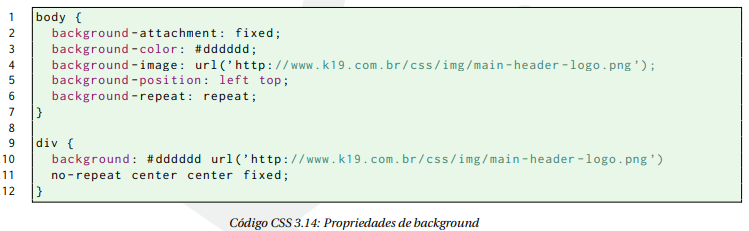 1 body {
2 background-attachment: fixed;
3 background-color: #dddddd;
4 background-image: url('http://www.k19.com.br/css/img/main-header-logo.png');
5 background-position: left top;
6 background-repeat: repeat;
7 }
8
9 div {
10 background: #dddddd url('http://www.k19.com.br/css/img/main-header-logo.png')
11 no-repeat center center fixed;
12 }
Código CSS 3.14: Propriedades de background